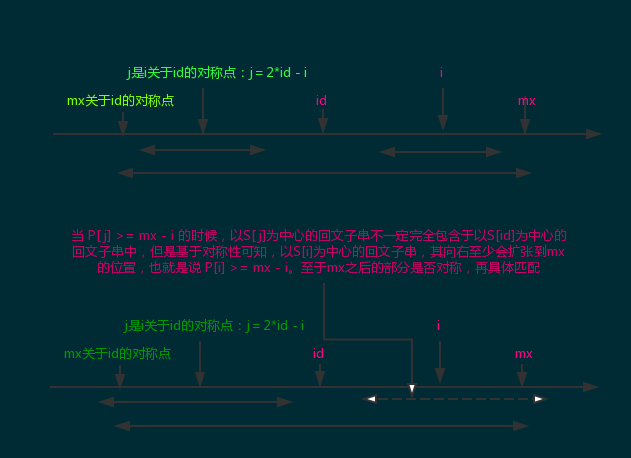 j是i关于id的对称点：j = 2*id - i
i
mx关于id的对称点
id
mx
当 P[j] >= mx - i 的时候，以S[j]为中心的回文子串不一定完全包含于以S[id]为中心的
回文子串中，但是基于对称性可知，以S[i]为中心的回文子串，其向右至少会扩张到mx
的位置，也就是说 P[i] >= mx - i。至于mx之后的部分是否对称，再具体匹配
j是i关于id的对称点：j = 2*id - i
i
mx关于id的对称点
id
mx